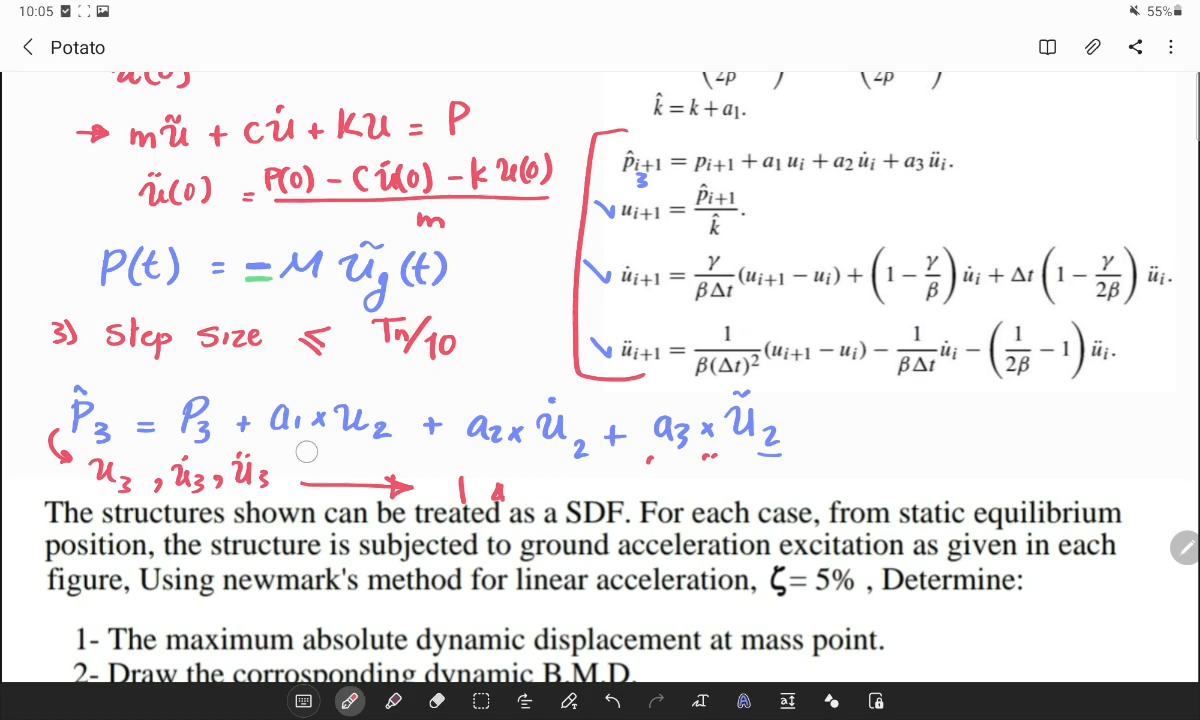 10:05
55%
Potato
→ mü + cu̇ + ku = P
ü(0) = P(0) - C u̇(0) - k u(0)
m
P(t) = - M ü_g (t)
3) Step Size ≤ Tn/10
P̂₃ = P₃ + a₁ × u₂ + a₂ × u̇₂ + a₃ × ü₂
u₃ , u̇₃ , ü₃ →
k̂ = k + a₁.
p̂ᵢ₊₁ = pᵢ₊₁ + a₁ uᵢ + a₂ u̇ᵢ + a₃ üᵢ.
3
uᵢ₊₁ = p̂ᵢ₊₁ / k̂ .
u̇ᵢ₊₁ = γ/(βΔt) (uᵢ₊₁ − uᵢ) + (1 − γ/β) u̇ᵢ + Δt (1 − γ/2β) üᵢ.
üᵢ₊₁ = 1/(β(Δt)²) (uᵢ₊₁ − uᵢ) − 1/(βΔt) u̇ᵢ − (1/2β − 1) üᵢ.
The structures shown can be treated as a SDF. For each case, from static equilibrium
position, the structure is subjected to ground acceleration excitation as given in each
figure, Using newmark's method for linear acceleration, ζ= 5% , Determine:
1- The maximum absolute dynamic displacement at mass point.
2- Draw the corrosponding dynamic B.M.D.